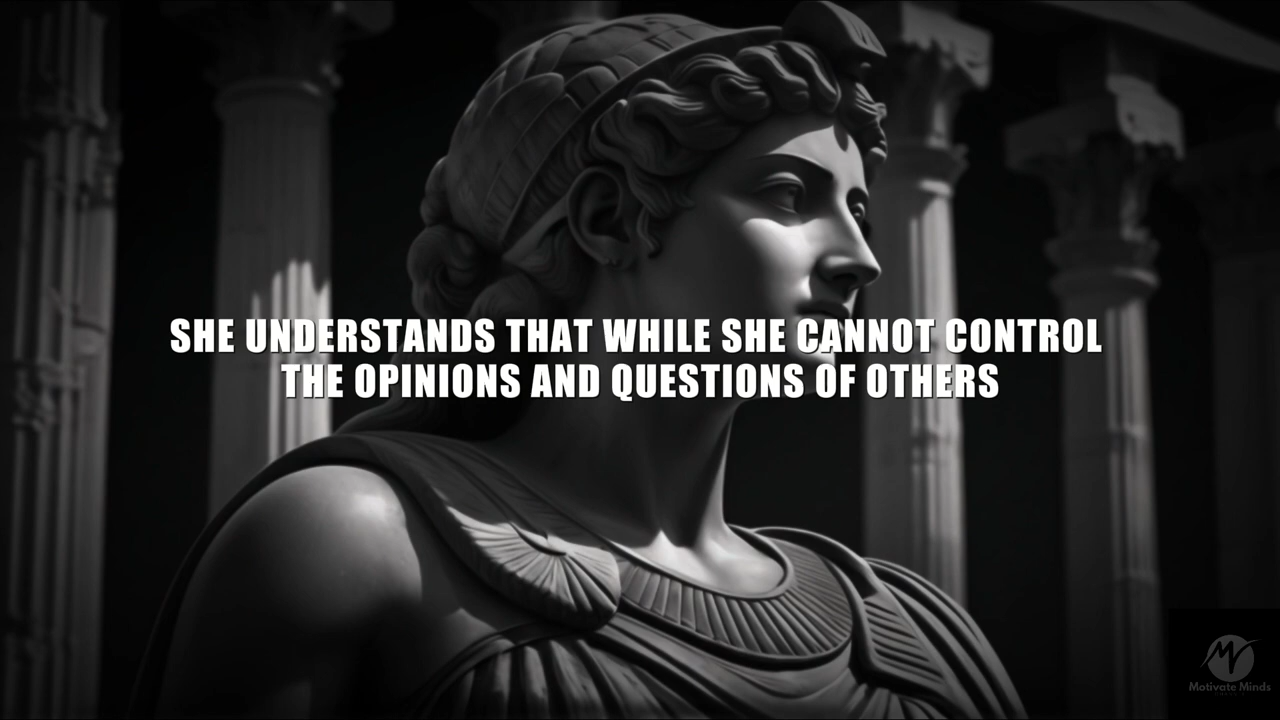 SHE UNDERSTANDS THAT WHILE SHE CANNOT CONTROL
THE OPINIONS AND QUESTIONS OF OTHERS
Motivate Minds